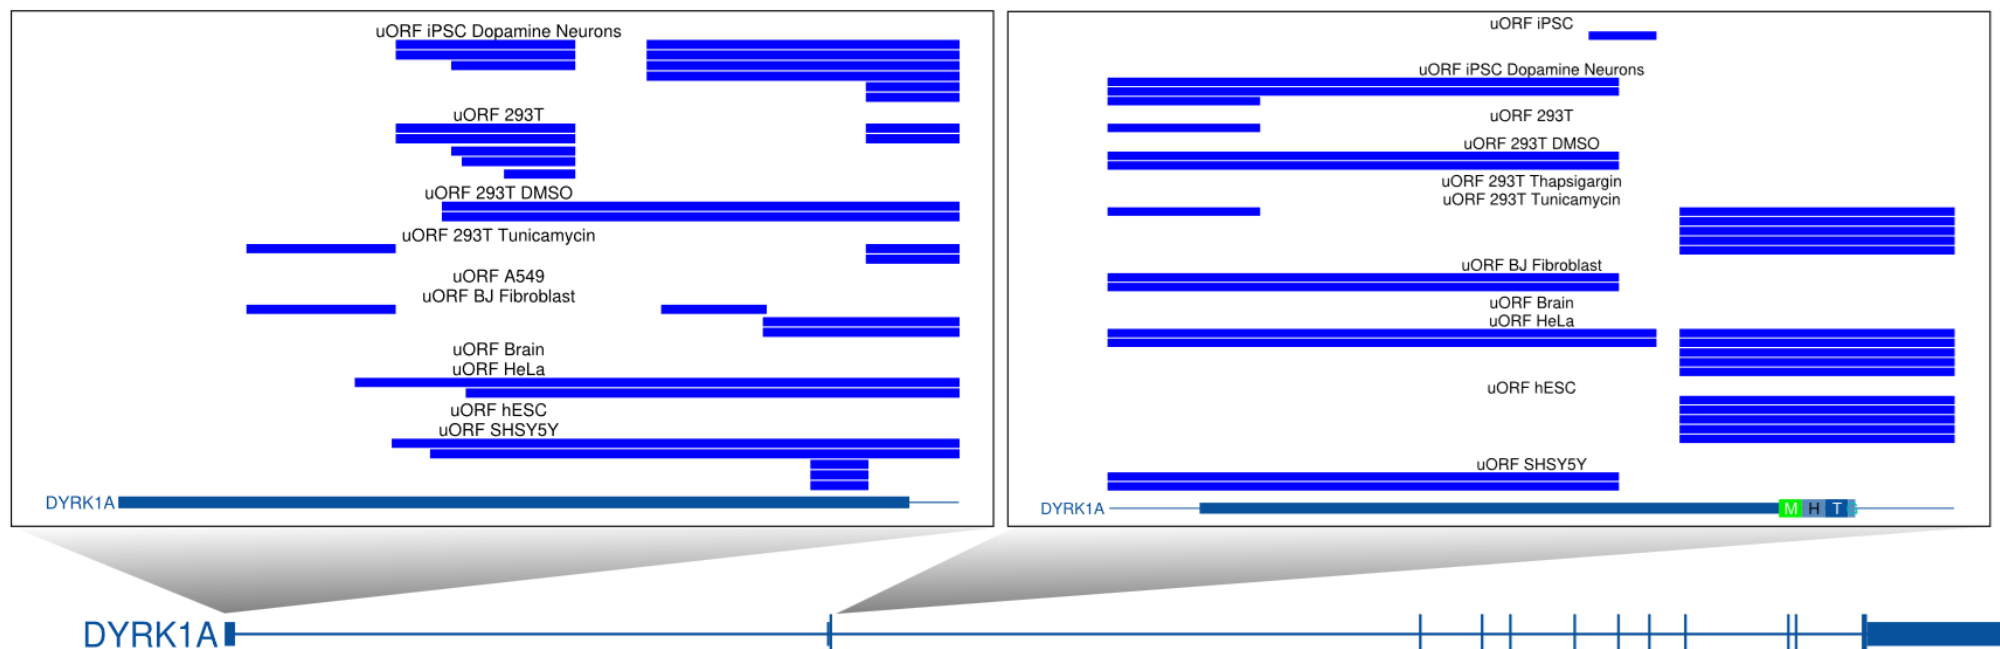 uORF iPSC Dopamine Neurons
uORF 293T
uORF 293T DMSO
uORF 293T Tunicamycin
uORF A549
uORF BJ Fibroblast
uORF Brain
uORF HeLa
uORF hESC
uORF SHSY5Y
DYRK1A
uORF iPSC
uORF iPSC Dopamine Neurons
uORF 293T
uORF 293T DMSO
uORF 293T Thapsigargin
uORF 293T Tunicamycin
uORF BJ Fibroblast
uORF Brain
uORF HeLa
uORF hESC
uORF SHSY5Y
DYRK1A M H T
DYRK1A